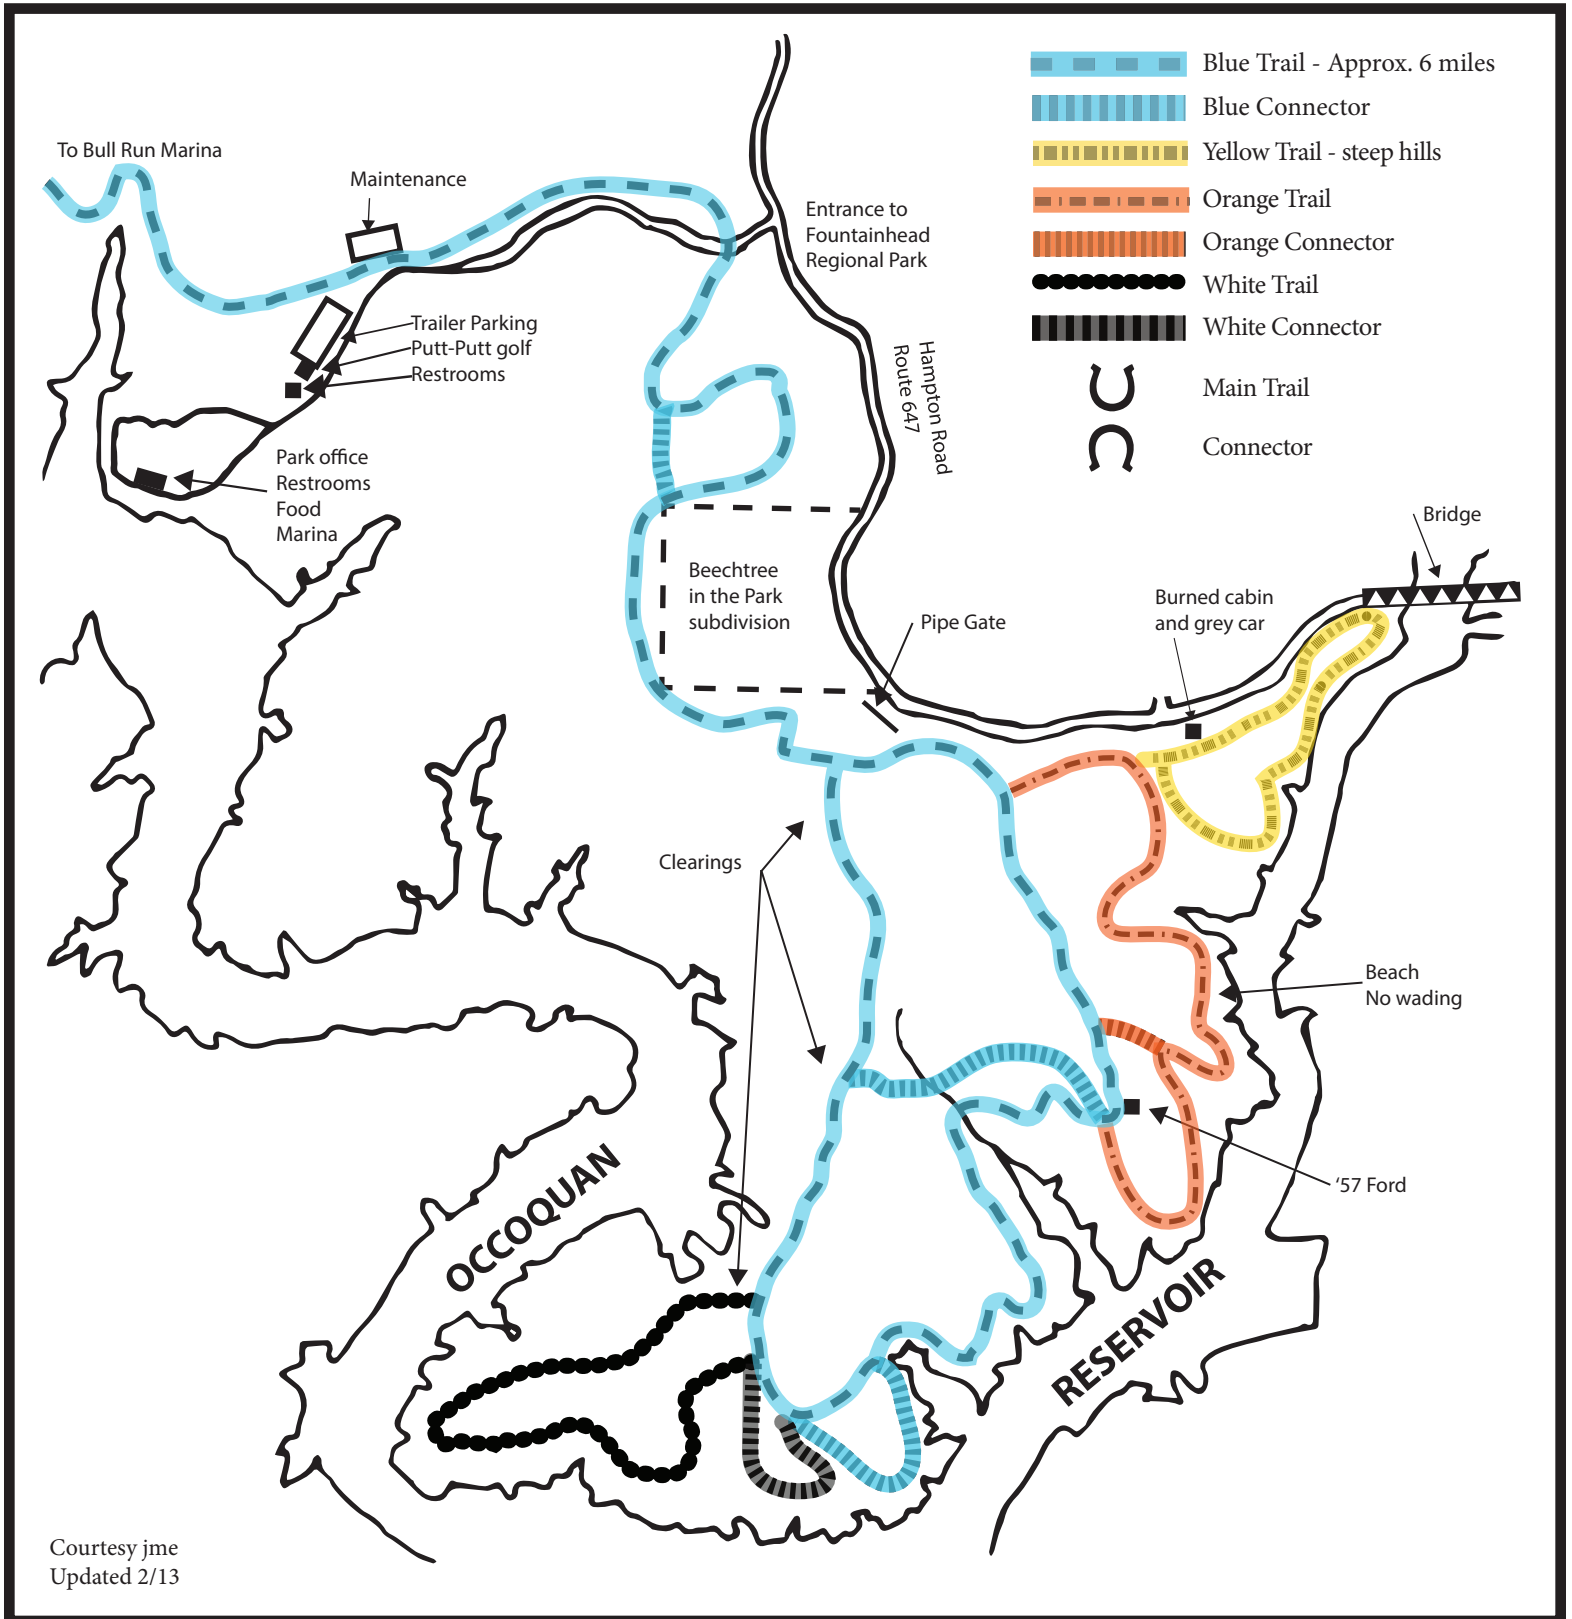 Blue Trail - Approx. 6 miles
Blue Connector
Yellow Trail - steep hills
Orange Trail
Orange Connector
White Trail
White Connector
Main Trail
Connector
To Bull Run Marina
Maintenance
Entrance to
Fountainhead
Regional Park
Trailer Parking
Putt-Putt golf
Restrooms
Hampton Road
Route 647
Park office
Restrooms
Food
Marina
Bridge
Beechtree
in the Park
subdivision
Burned cabin
and grey car
Pipe Gate
Clearings
Beach
No wading
'57 Ford
OCCOQUAN
RESERVOIR
Courtesy jme
Updated 2/13